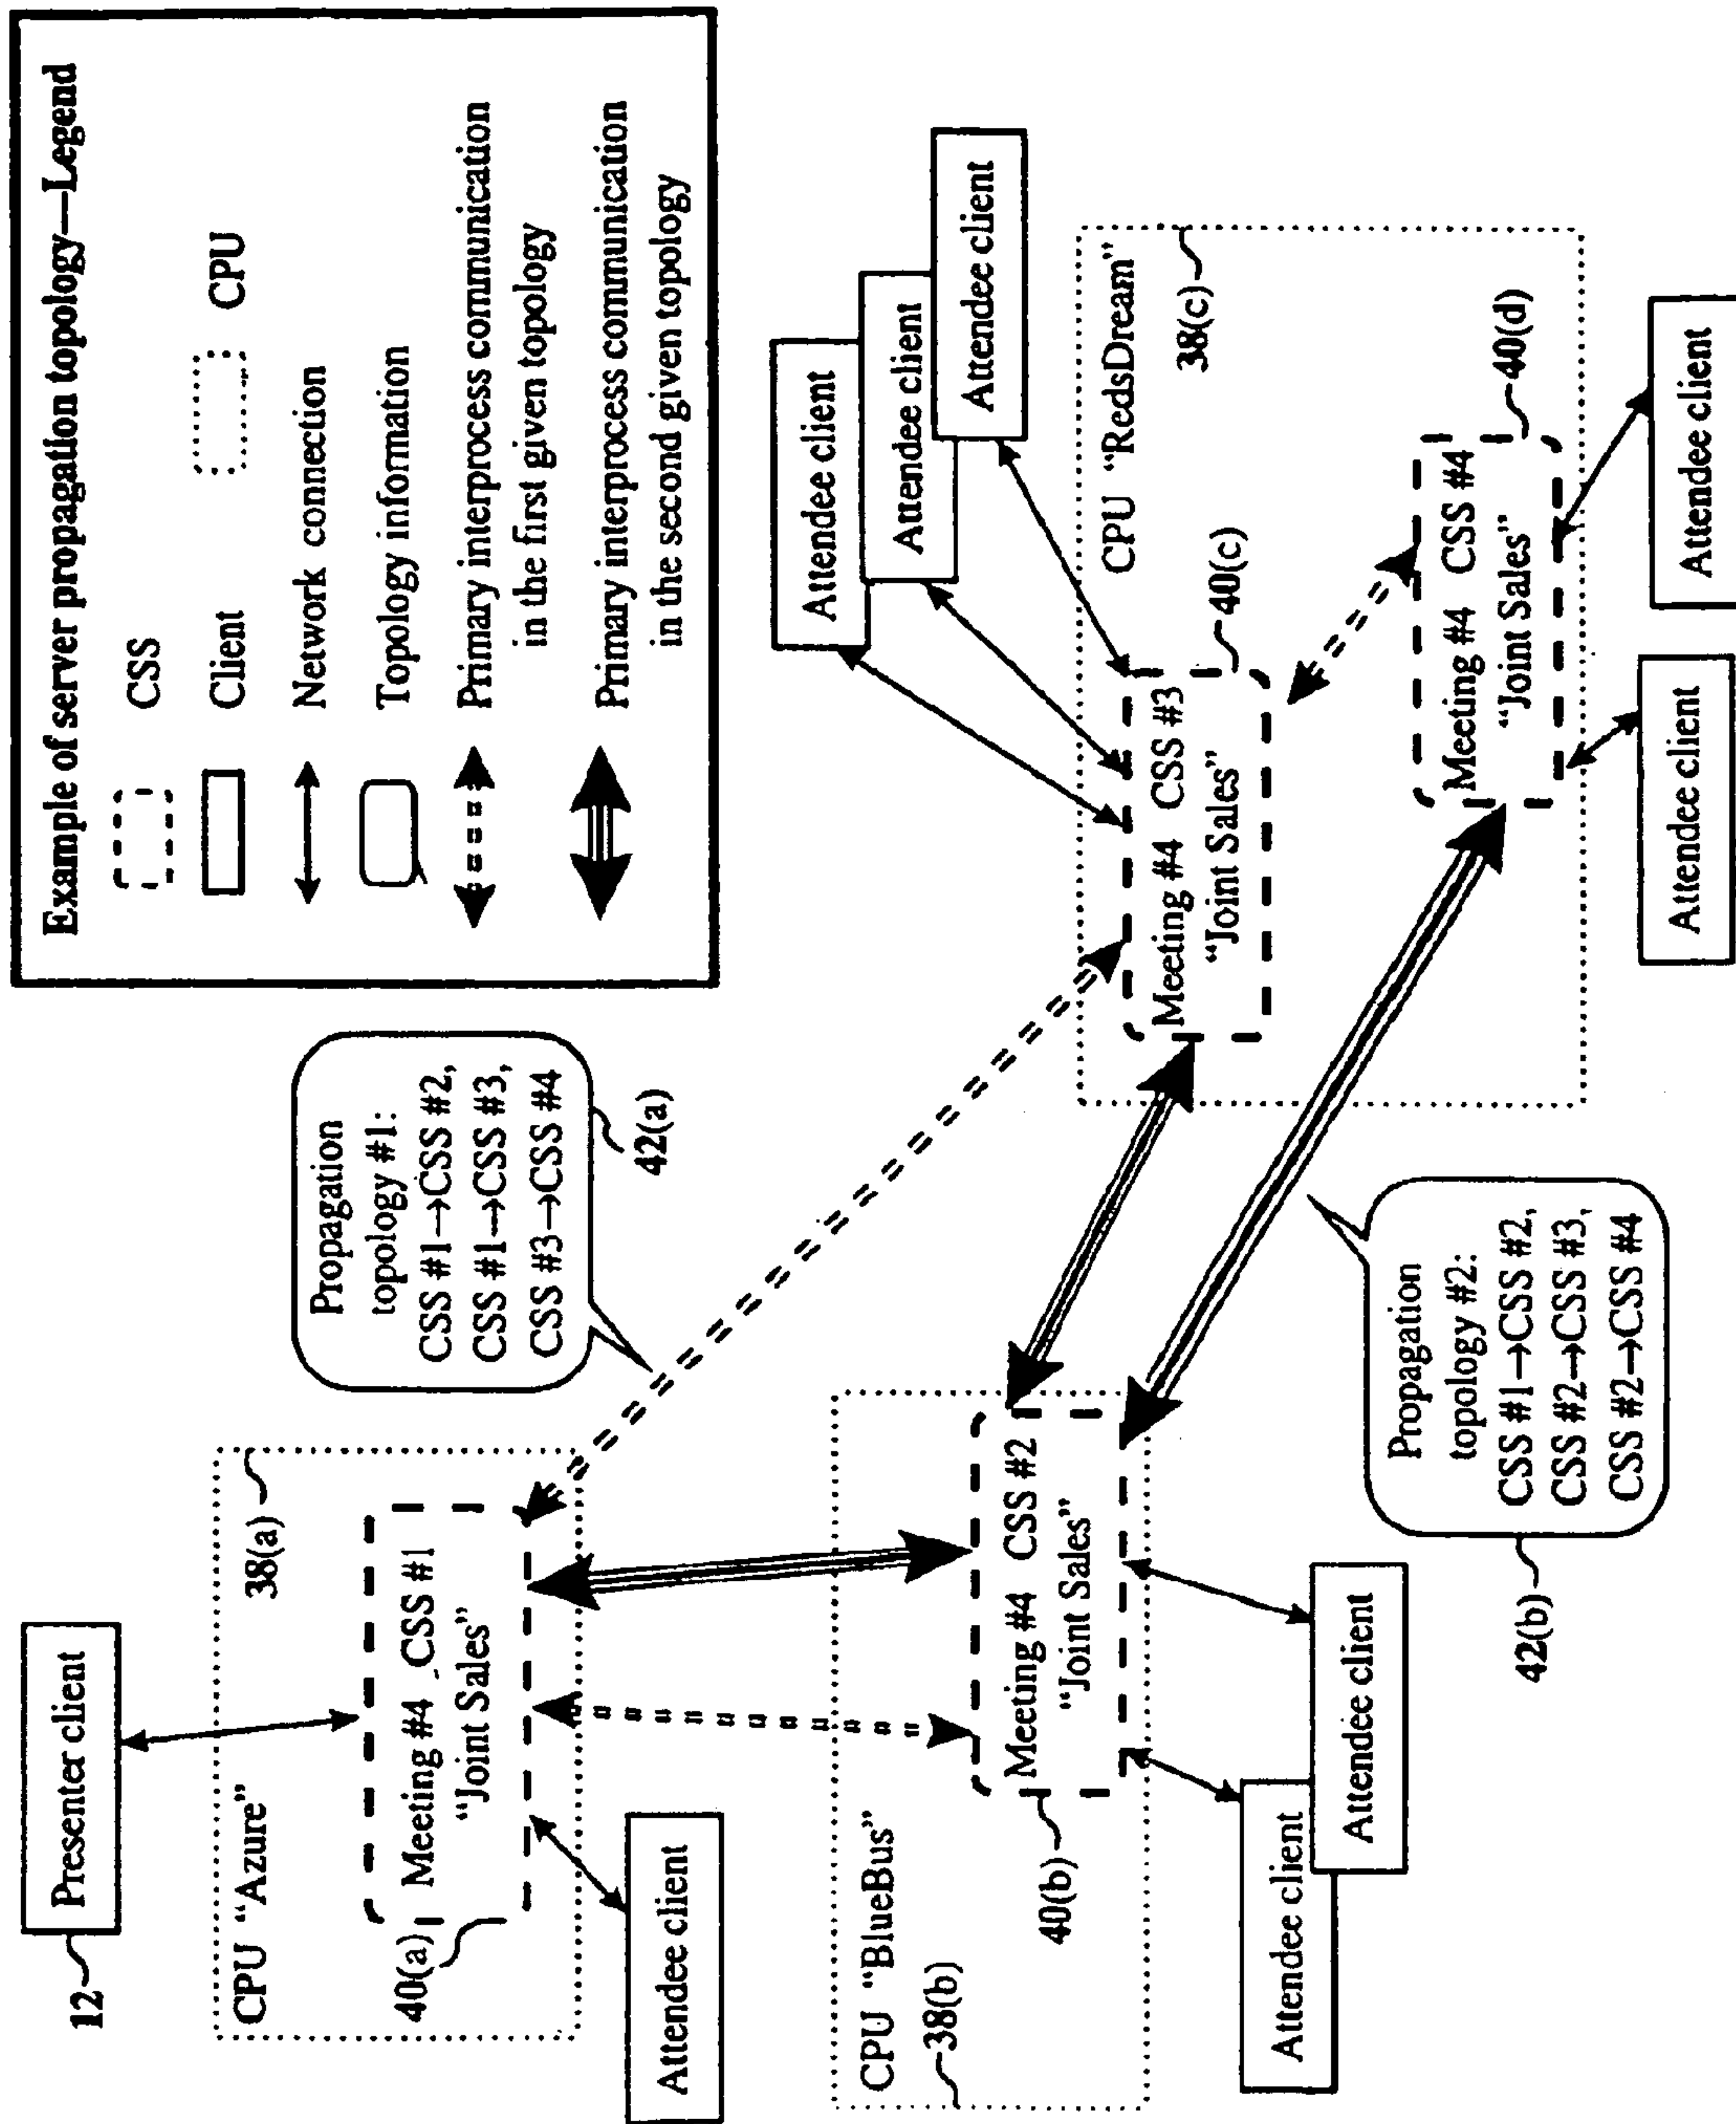 Example of server propagation topology—Legend
CSS
Client
CPU
Network connection
Topology information
Primary interprocess communication
in the first given topology
Primary interprocess communication
in the second given topology
12
Presenter client
CPU “Azure”
38(a)
40(a)
Meeting #4 CSS #1
“Joint Sales”
Attendee client
Propagation
topology #1:
CSS #1→CSS #2,
CSS #1→CSS #3,
CSS #3→CSS #4
42(a)
CPU “BlueBus”
38(b)
Meeting #4 CSS #2
“Joint Sales”
40(b)
Attendee client
Attendee client
Attendee client
Attendee client
Attendee client
CPU “RedsDream”
38(c)
Meeting #4 CSS #3
“Joint Sales”
40(c)
Meeting #4 CSS #4
“Joint Sales”
40(d)
Attendee client
Attendee client
Propagation
topology #2:
CSS #1→CSS #2,
CSS #2→CSS #3,
CSS #2→CSS #4
42(b)